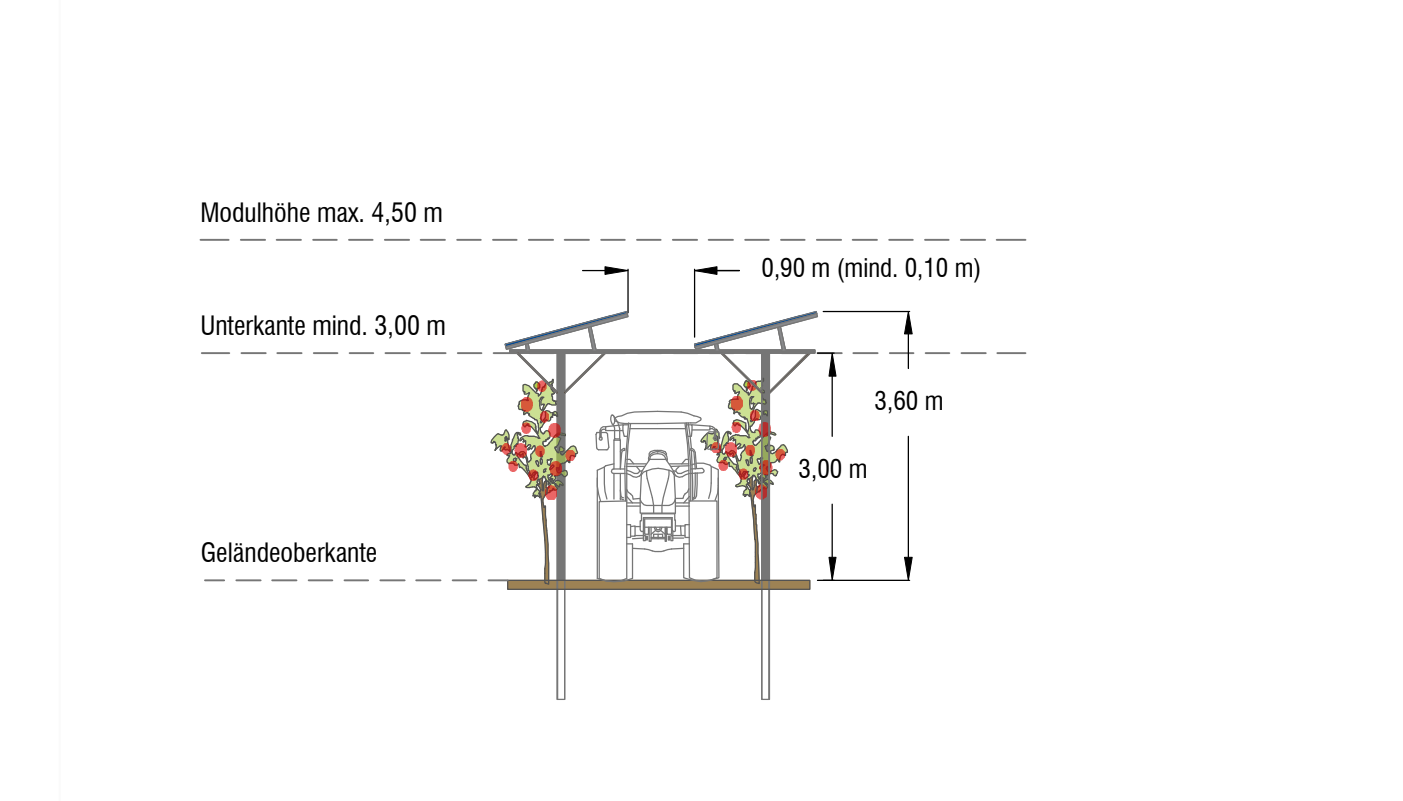 Modulhöhe max. 4,50 m
0,90 m (mind. 0,10 m)
Unterkante mind. 3,00 m
3,60 m
3,00 m
Geländeoberkante